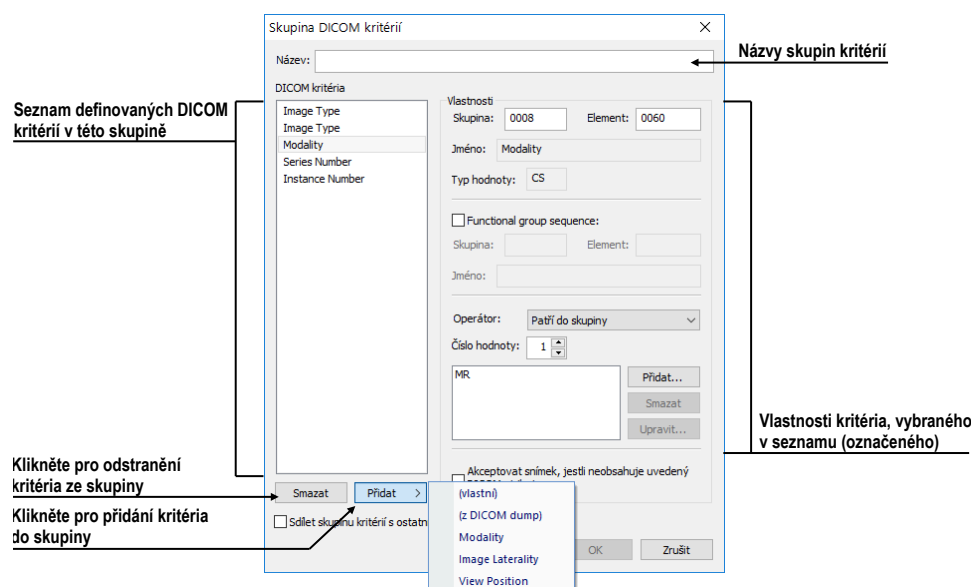 Skupina DICOM kritérií
Název:
Názvy skupin kritérií
DICOM kritéria
Seznam definovaných DICOM
kritérií v této skupině
Image Type
Image Type
Modality
Series Number
Instance Number
Vlastnosti
Skupina: 0008 Element: 0060
Jméno: Modality
Typ hodnoty: CS
Functional group sequence:
Skupina: Element:
Jméno:
Operátor: Patří do skupiny
Číslo hodnoty: 1
MR
Přidat...
Smazat
Upravit...
Vlastnosti kritéria, vybraného
v seznamu (označeného)
Akceptovat snímek, jestli neobsahuje uvedený
Klikněte pro odstranění
kritéria ze skupiny
Klikněte pro přidání kritéria
do skupiny
Smazat Přidat >
Sdílet skupinu kritérií s ostatn
(vlastní)
(z DICOM dump)
Modality
Image Laterality
View Position
OK Zrušit